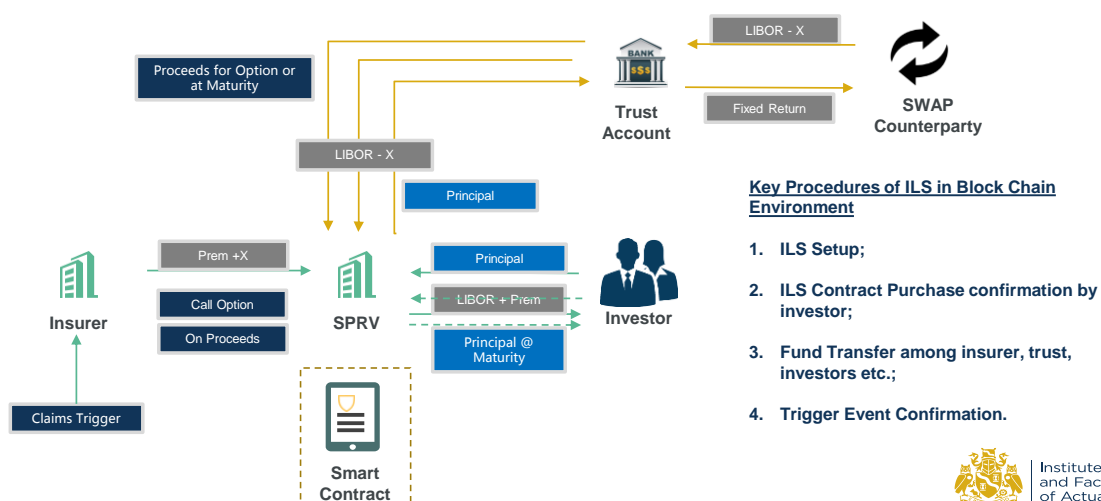 LIBOR - X
Proceeds for Option or
at Maturity
BANK
$$$
Trust
Account
Fixed Return
SWAP
Counterparty
LIBOR - X
Principal
Key Procedures of ILS in Block Chain
Environment
1. ILS Setup;
2. ILS Contract Purchase confirmation by
investor;
3. Fund Transfer among insurer, trust,
investors etc.;
4. Trigger Event Confirmation.
Prem +X
Call Option
On Proceeds
Insurer
SPRV
Principal
LIBOR + Prem
Principal @
Maturity
Investor
Claims Trigger
Smart
Contract
Institute
and Fac
of Actua